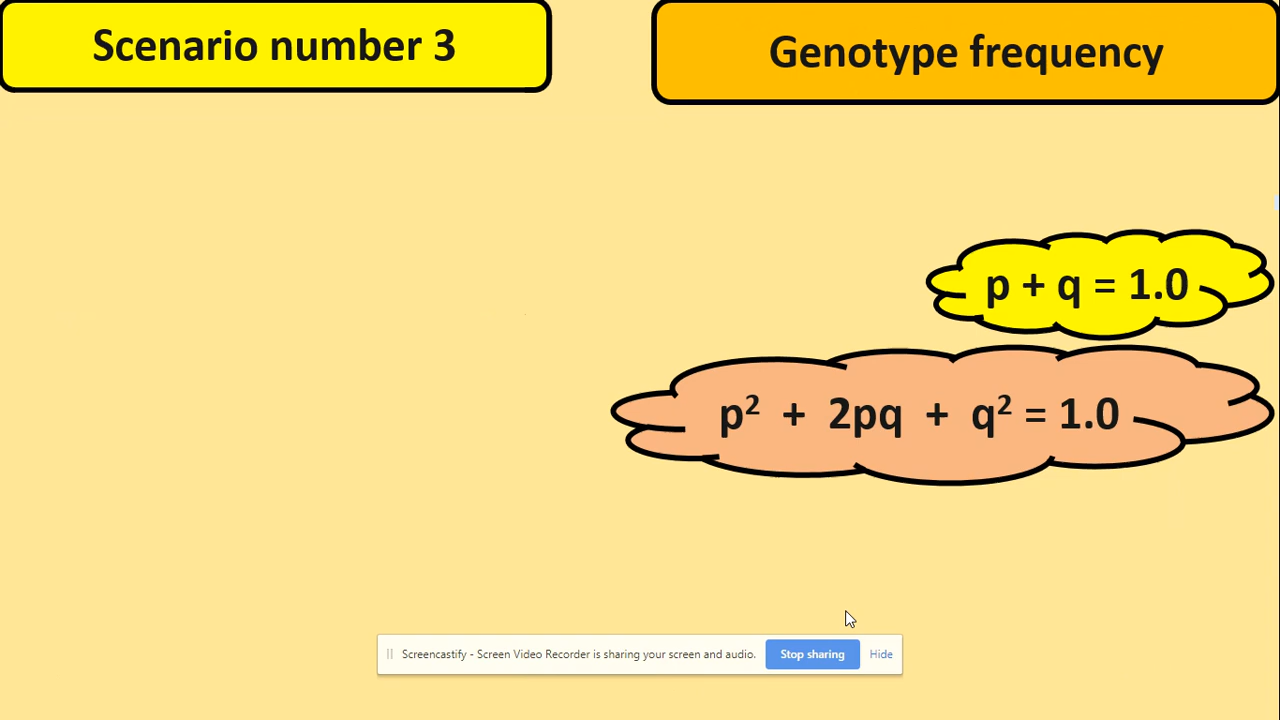 Scenario number 3
Genotype frequency
p + q = 1.0
p² + 2pq + q² = 1.0
Screencastify - Screen Video Recorder is sharing your screen and audio.
Stop sharing
Hide